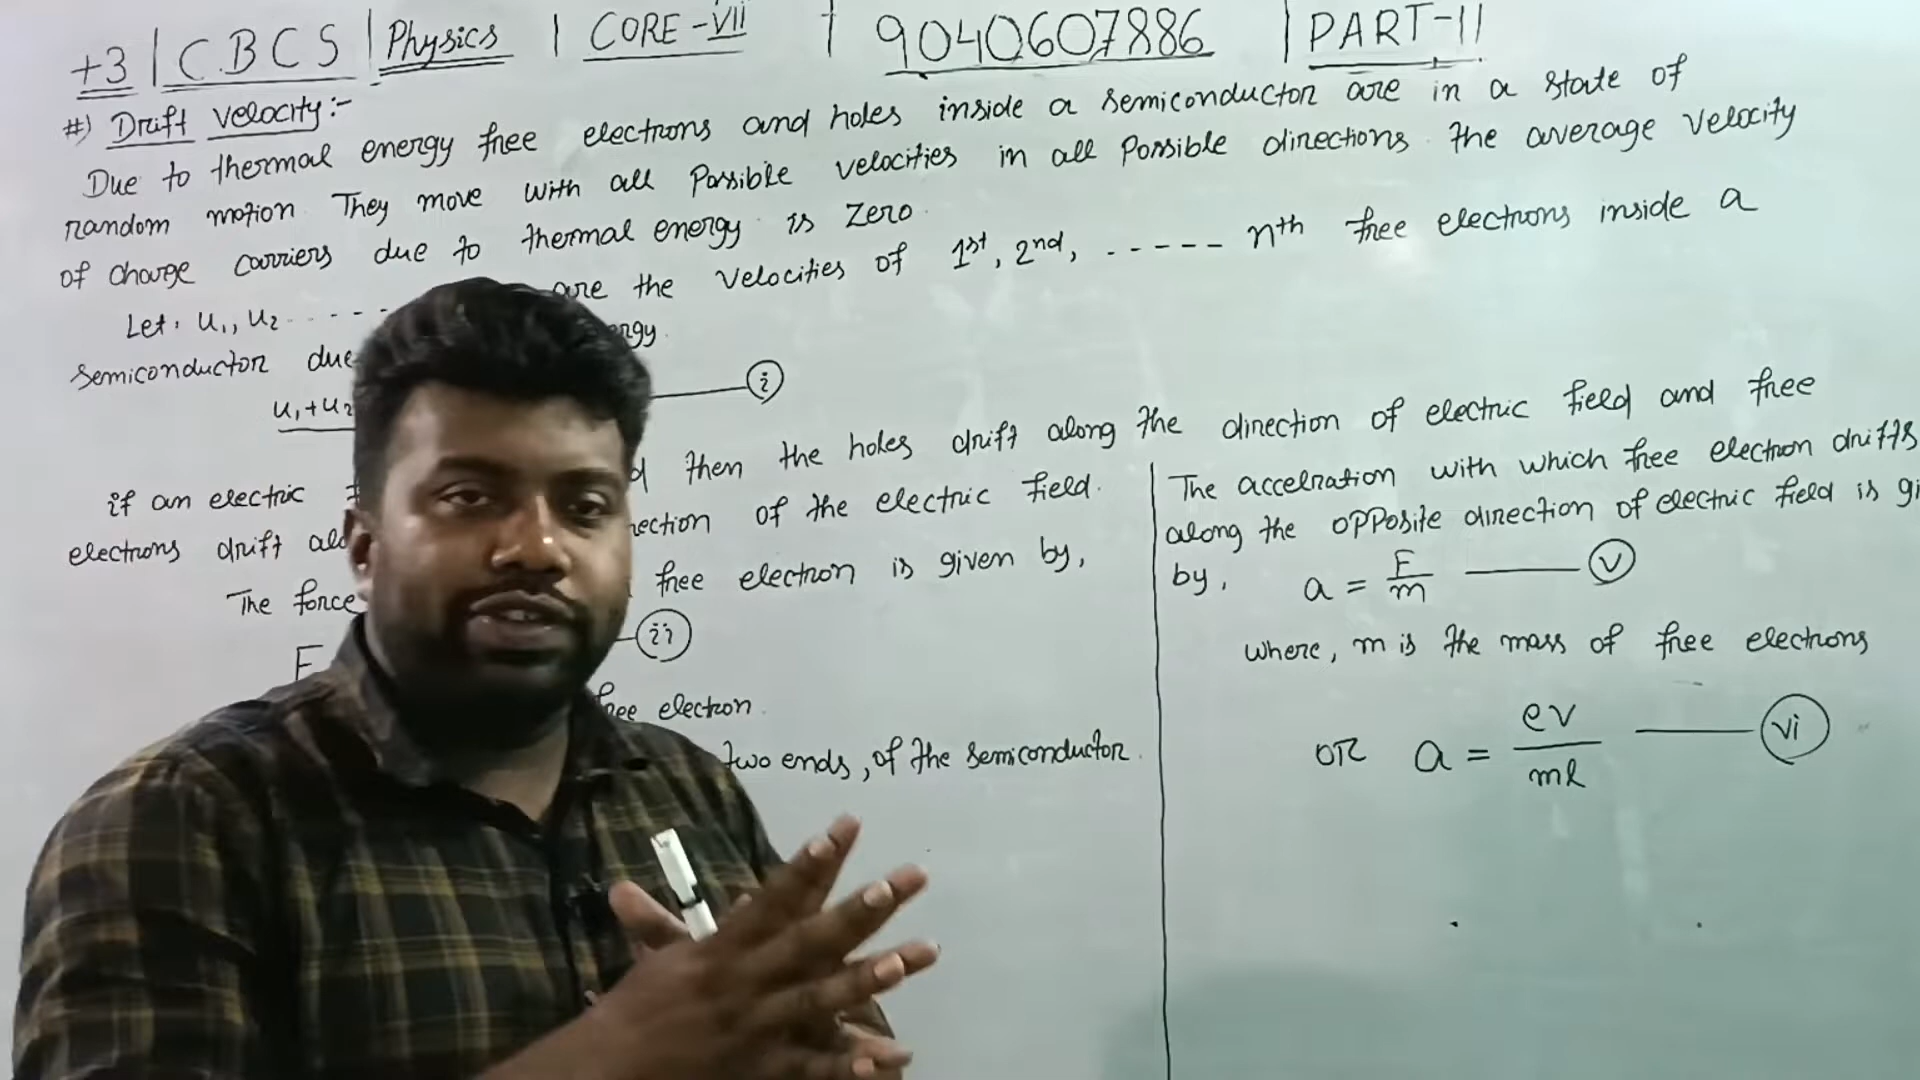 +3 | CBCS | Physics | CORE-VII | 9040607886 | PART-11
#) Drift velocity:-
Due to thermal energy free electrons and holes inside a semiconductor are in a state of
random motion They move with all Possible velocities in all Possible directions. The average velocity
of charge carriers due to thermal energy is Zero.
Let, u1, u2 - - - - are the velocities of 1st, 2nd, - - - - - nth free electrons inside a
semiconductor due
u1+u2 (i)
if an electric then the holes drift along the direction of electric field and free
electrons drift of the electric field.
The force free electron is given by,
F (ii)
free electron.
two ends, of the semiconductor.
The accelration with which free electron drifts
along the opposite direction of electric field is
by, a = F/m (v)
where, m is the mass of free electrons
OR a = ev/ml (vi)